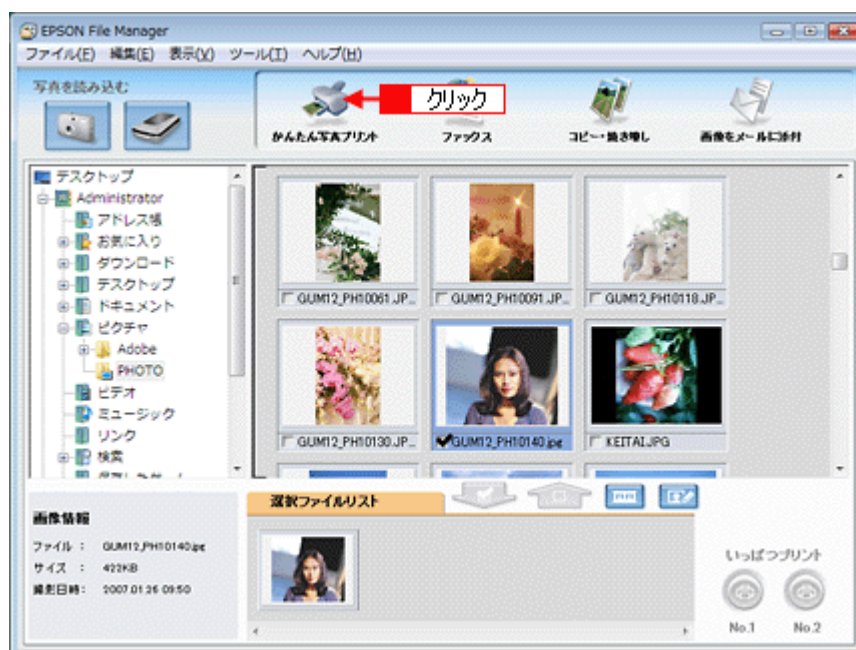 EPSON File Manager
ファイル(F) 編集(E) 表示(V) ツール(T) ヘルプ(H)
写真を読み込む
クリック
かんたん写真プリント
ファックス
コピー・焼き増し
画像をメールに添付
デスクトップ
Administrator
アドレス帳
お気に入り
ダウンロード
デスクトップ
ドキュメント
ピクチャ
Adobe
PHOTO
ビデオ
ミュージック
リンク
検索
GUM12_PH10061.JP...
GUM12_PH10091.JP...
GUM12_PH10118.JP...
GUM12_PH10130.JP...
GUM12_PH10140.jpg
KEITAI.JPG
選択ファイルリスト
画像情報
ファイル : GUM12_PH10140.jpg
サイズ : 422KB
撮影日時: 2007.01.26 09:50
いっぱつプリント
No.1 No.2